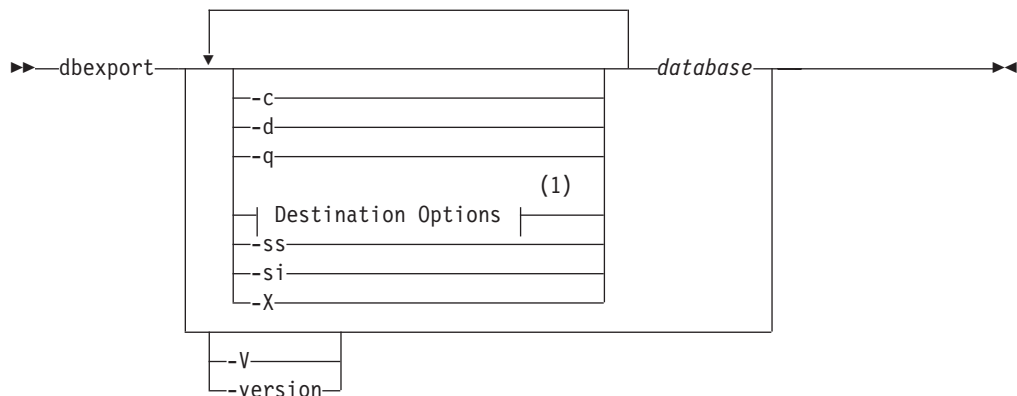 dbexport database
-c
-d
-q
(1)
Destination Options
-ss
-si
-X
-V
-version